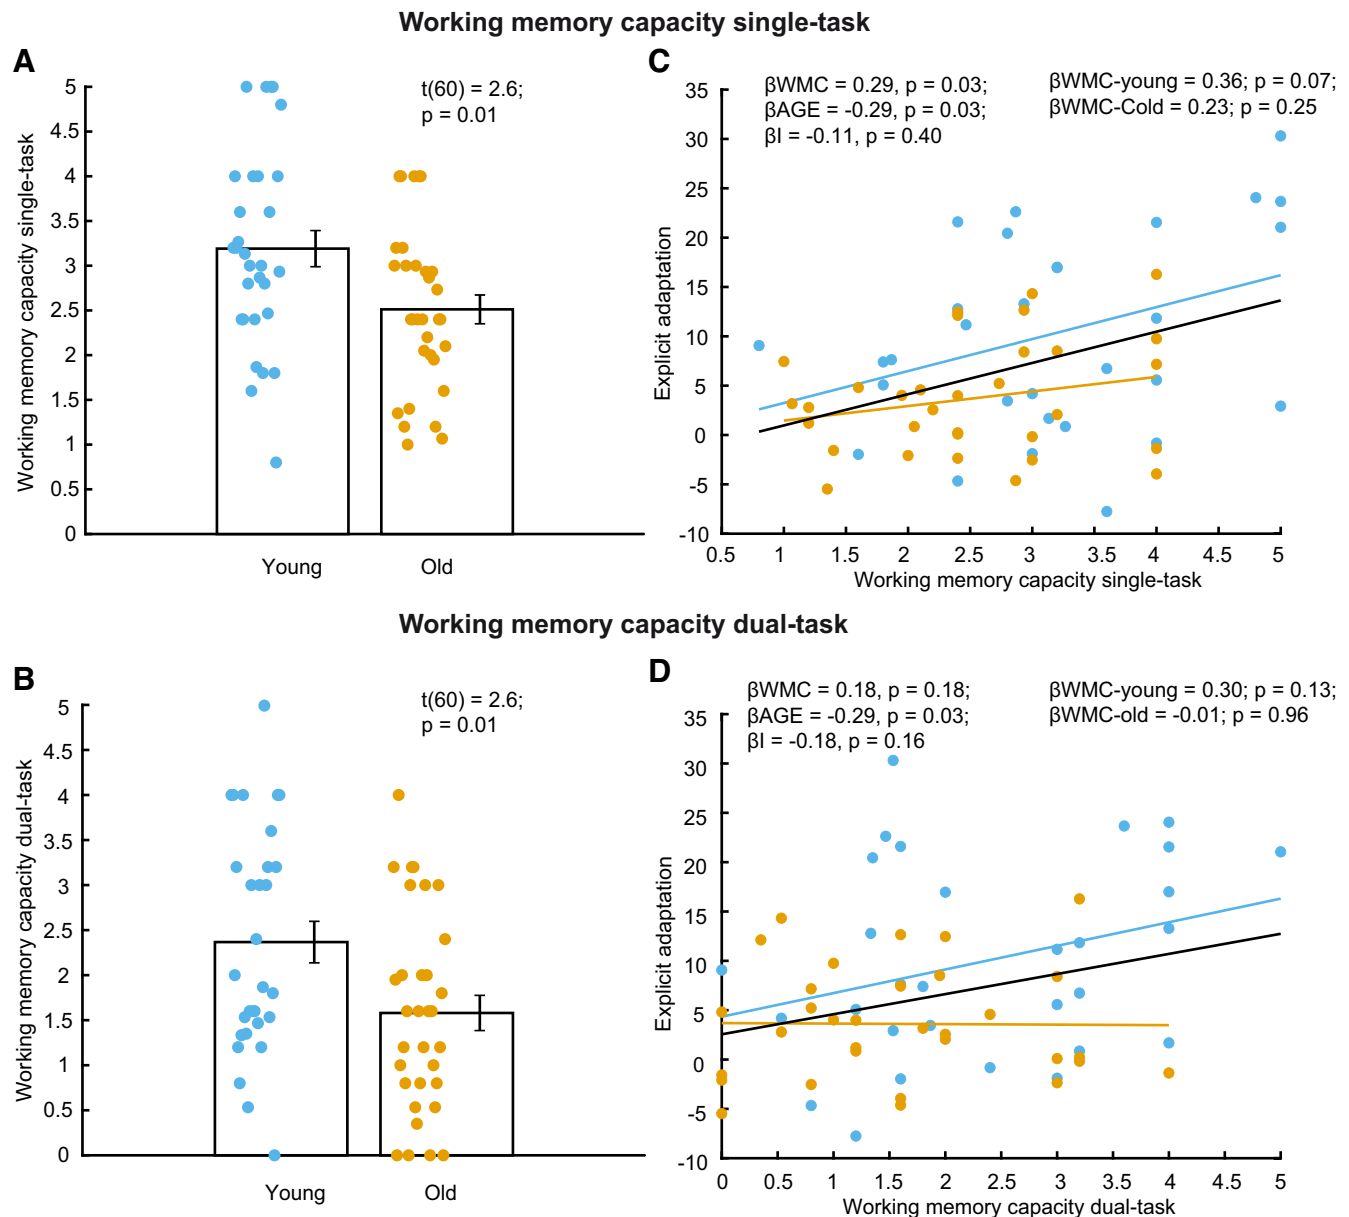 Working memory capacity single-task
A
Working memory capacity single-task
5
4.5
4
3.5
3
2.5
2
1.5
1
0.5
0
t(60) = 2.6;
p = 0.01
Young
Old
C
Explicit adaptation
35
30
25
20
15
10
5
0
-5
-10
βWMC = 0.29, p = 0.03;
βAGE = -0.29, p = 0.03;
βI = -0.11, p = 0.40
βWMC-young = 0.36; p = 0.07;
βWMC-Cold = 0.23; p = 0.25
0.5 1 1.5 2 2.5 3 3.5 4 4.5 5
Working memory capacity single-task
Working memory capacity dual-task
B
Working memory capacity dual-task
5
4.5
4
3.5
3
2.5
2
1.5
1
0.5
0
t(60) = 2.6;
p = 0.01
Young
Old
D
Explicit adaptation
35
30
25
20
15
10
5
0
-5
-10
βWMC = 0.18, p = 0.18;
βAGE = -0.29, p = 0.03;
βI = -0.18, p = 0.16
βWMC-young = 0.30; p = 0.13;
βWMC-old = -0.01; p = 0.96
0 0.5 1 1.5 2 2.5 3 3.5 4 4.5 5
Working memory capacity dual-task